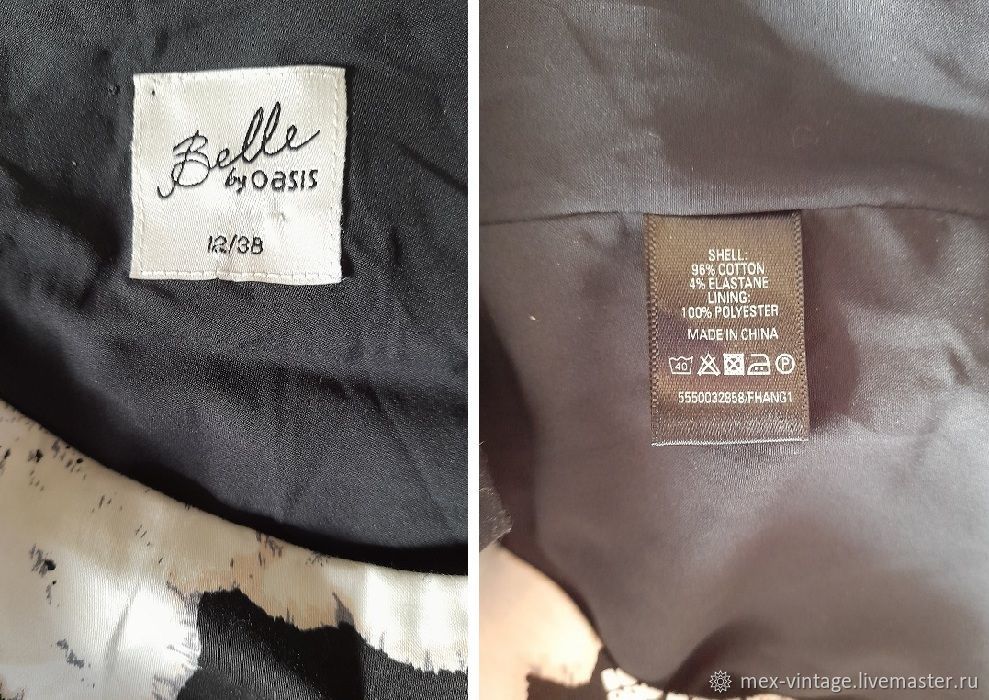 Belle
by oasis
12/38
SHELL:
96% COTTON
4% ELASTANE
LINING:
100% POLYESTER
MADE IN CHINA
40 P
5550032858/FHANG1
mex-vintage.livemaster.ru